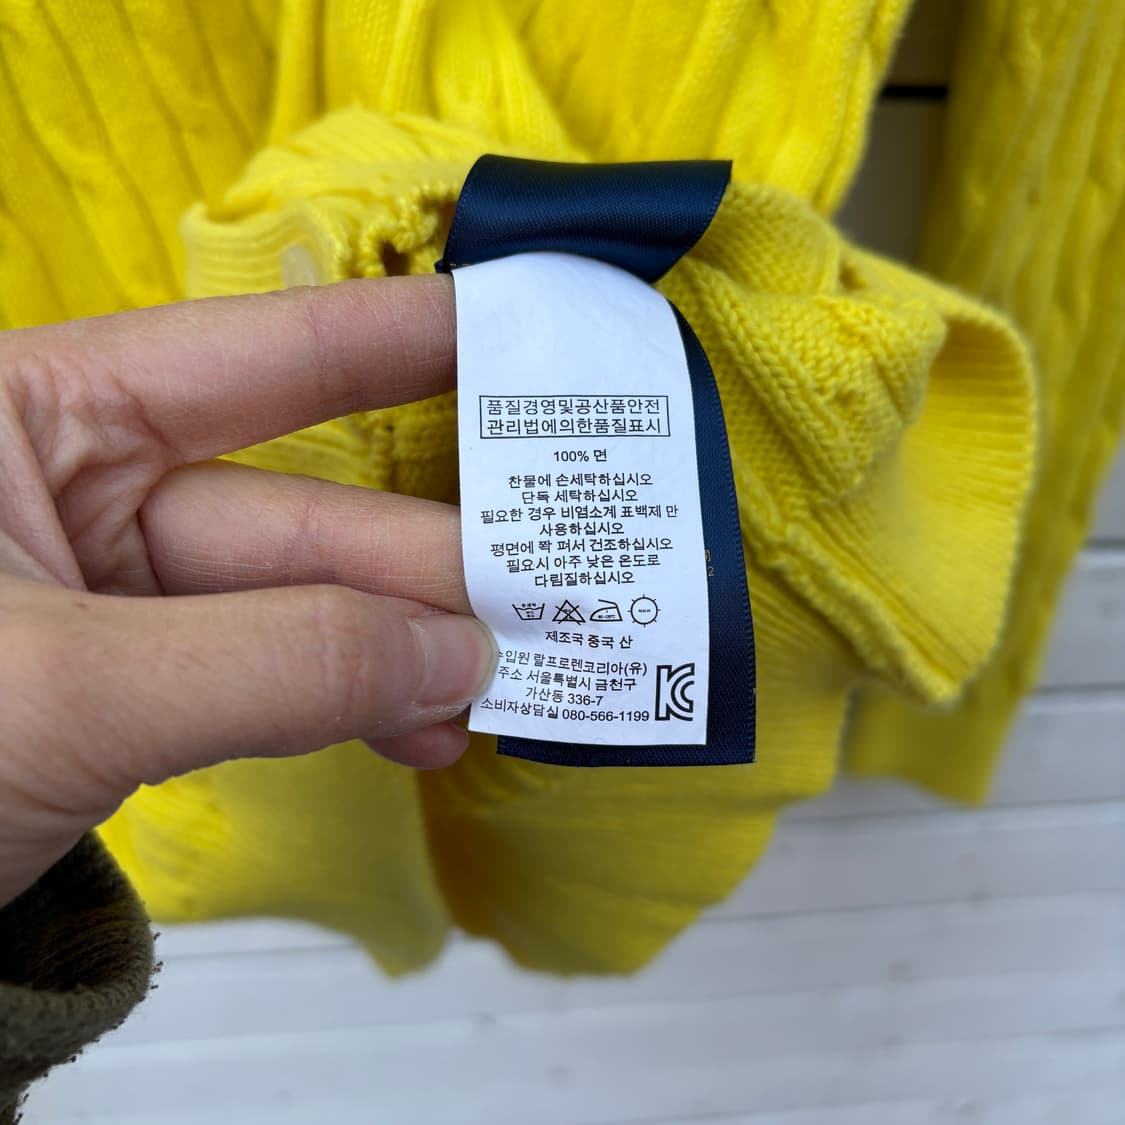 품질경영및공산품안전
관리법에의한품질표시
100% 면
찬물에 손세탁하십시오
단독 세탁하십시오
필요한 경우 비염소계 표백제 만
사용하십시오
평면에 쫙 펴서 건조하십시오
필요시 아주 낮은 온도로
다림질하십시오
제조국 중국 산
수입원 랄프로렌코리아(유)
주소 서울특별시 금천구
가산동 336-7
소비자상담실 080-566-1199
KC